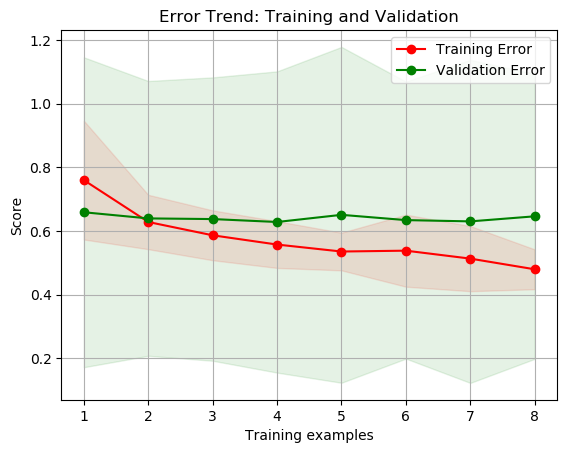 Error Trend: Training and Validation
1.2
1.0
0.8
0.6
0.4
0.2
Score
Training Error
Validation Error
1 2 3 4 5 6 7 8
Training examples